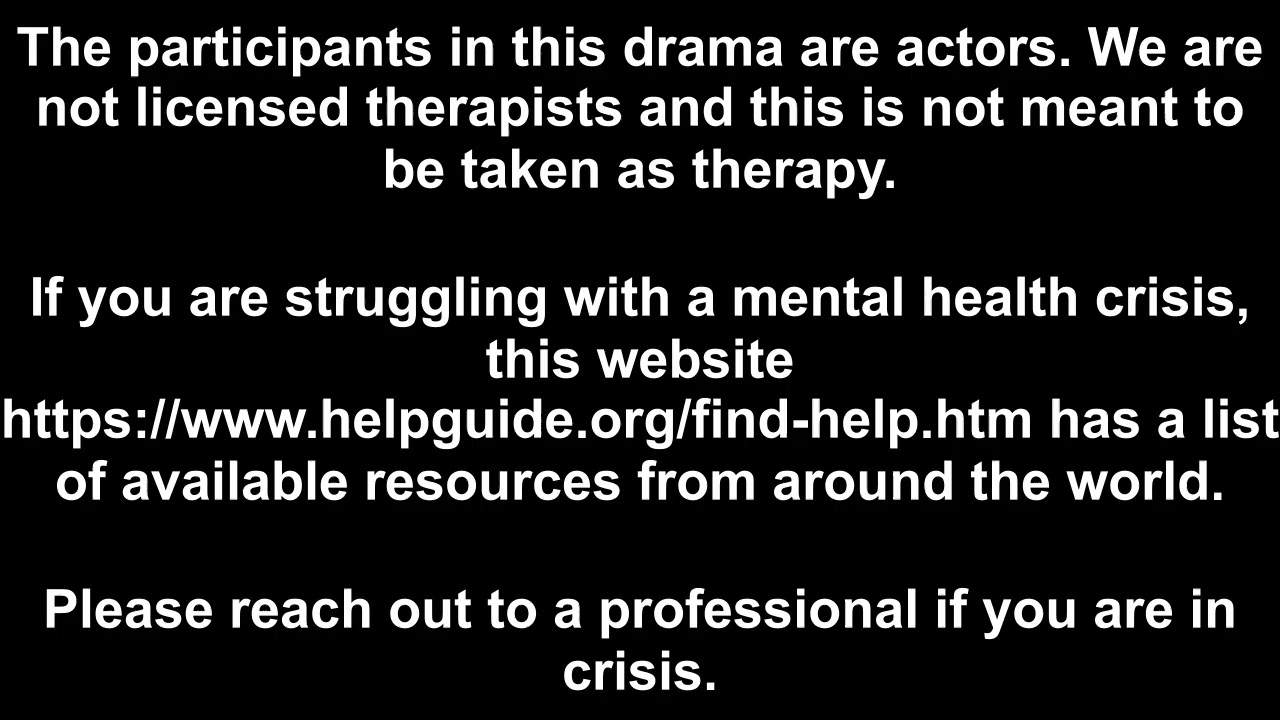 The participants in this drama are actors. We are
not licensed therapists and this is not meant to
be taken as therapy.
If you are struggling with a mental health crisis,
this website
https://www.helpguide.org/find-help.htm has a list
of available resources from around the world.
Please reach out to a professional if you are in
crisis.